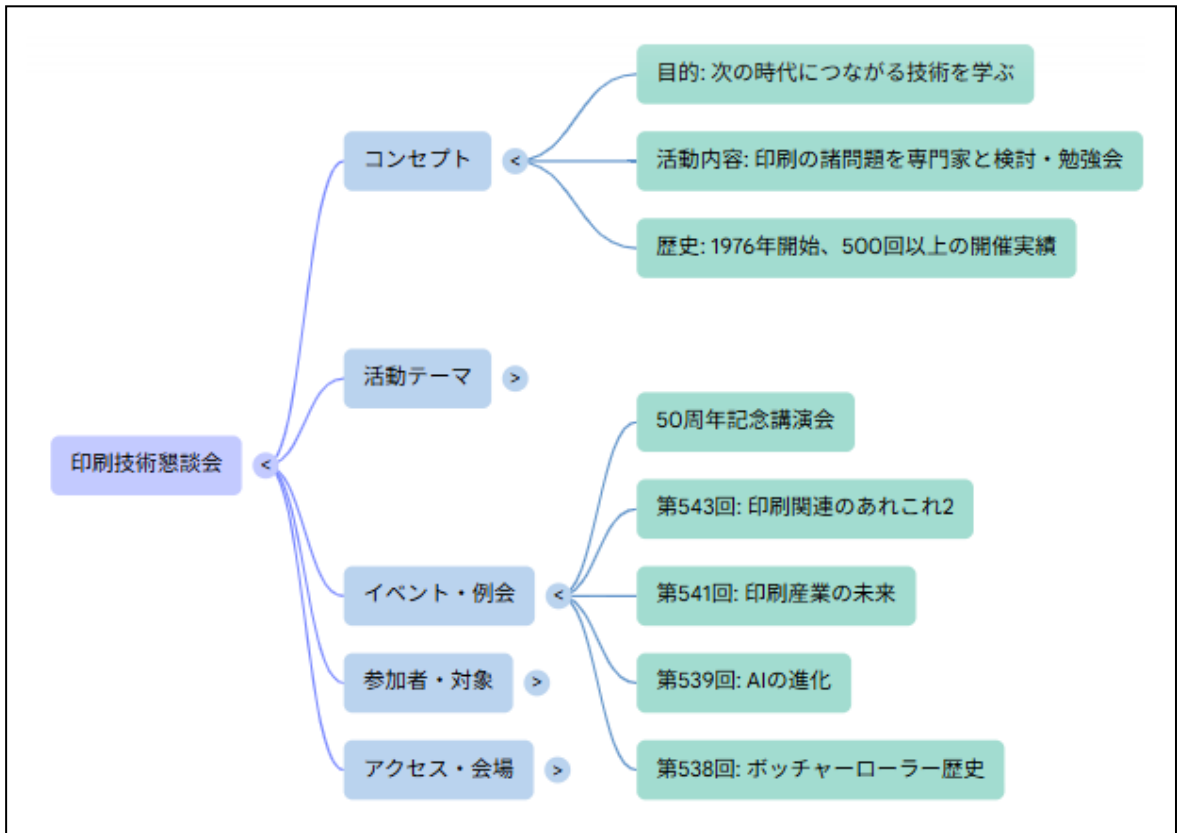 印刷技術懇談会
<
コンセプト
<
目的: 次の時代につながる技術を学ぶ
活動内容: 印刷の諸問題を専門家と検討・勉強会
歴史: 1976年開始、500回以上の開催実績
活動テーマ
>
イベント・例会
<
50周年記念講演会
第543回: 印刷関連のあれこれ2
第541回: 印刷産業の未来
第539回: AIの進化
第538回: ボッチャーローラー歴史
参加者・対象
>
アクセス・会場
>